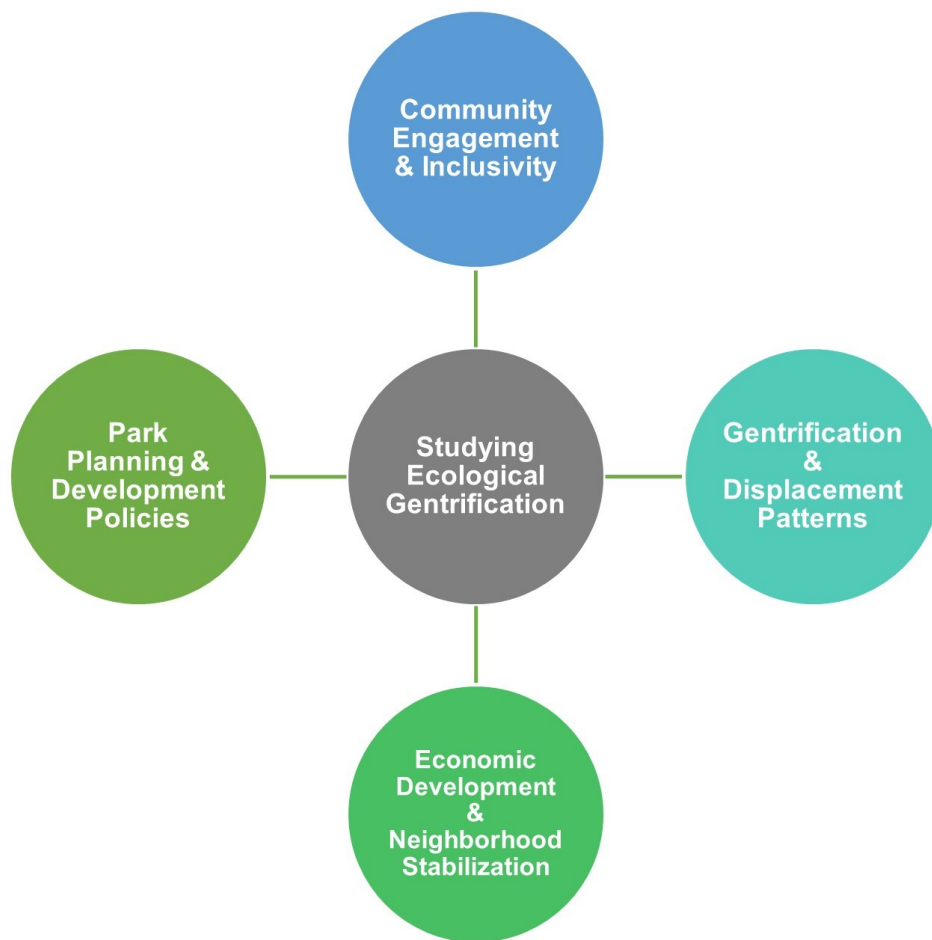 Community
Engagement
& Inclusivity
Park
Planning &
Development
Policies
Studying
Ecological
Gentrification
Gentrification
&
Displacement
Patterns
Economic
Development
&
Neighborhood
Stabilization